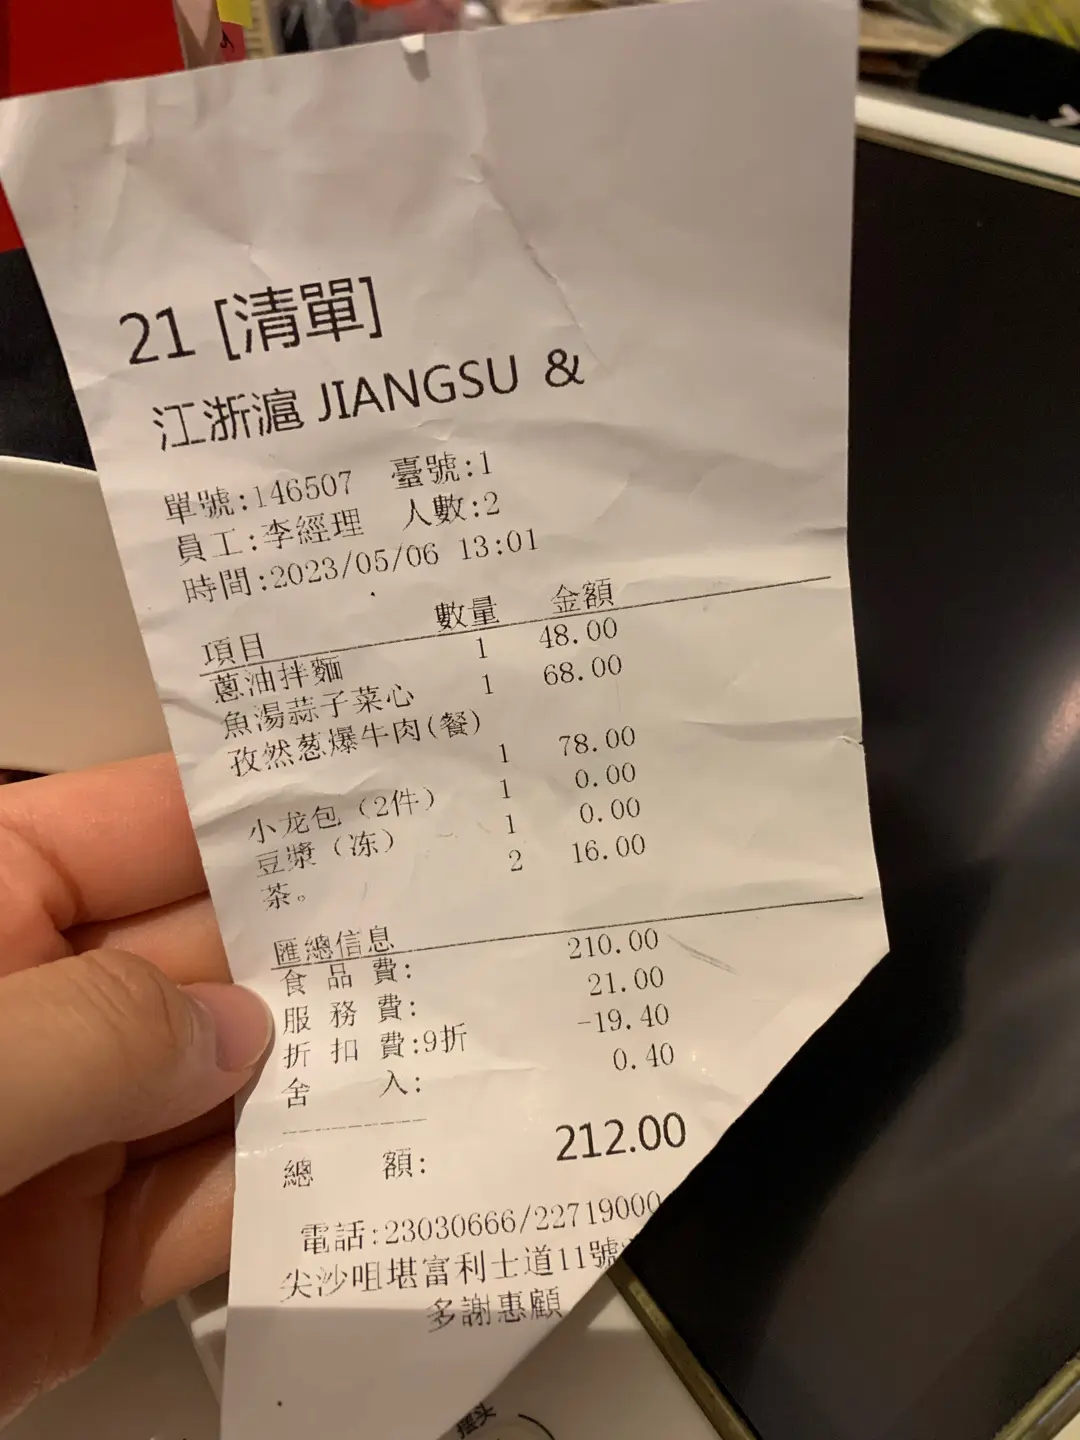 21 [清單]
江浙滬 JIANGSU &
單號:146507 臺號:1
員工:李經理 人數:2
時間:2023/05/06 13:01
項目 數量 金額
蔥油拌麵 1 48.00
魚湯蒜子菜心 1 68.00
孜然葱爆牛肉(餐)
1 78.00
小龙包（2件） 1 0.00
豆漿（冻） 1 0.00
茶。 2 16.00
匯總信息
食品費: 210.00
服務費: 21.00
折扣費:9折 -19.40
舍入: 0.40
總額: 212.00
電話:23030666/22719000
尖沙咀堪富利士道11號
多謝惠顧
摆头